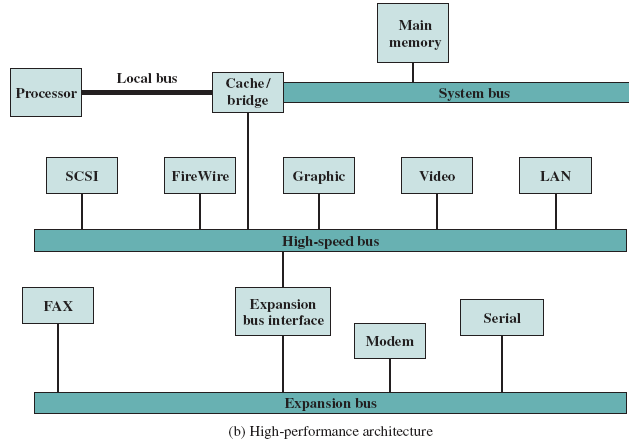 Main
memory
Local bus
Cache/
bridge
Processor
System bus
SCSI
FireWire
Graphic
Video
LAN
High-speed bus
FAX
Expansion
bus interface
Modem
Serial
Expansion bus
(b) High-performance architecture